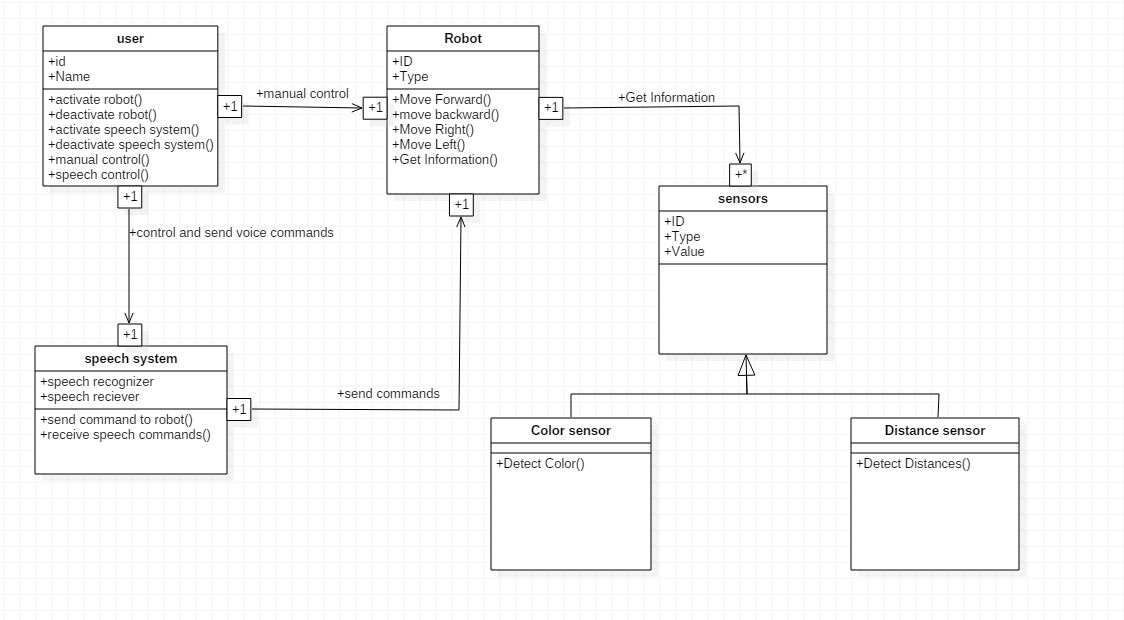 user
+id
+Name
+activate robot()
+deactivate robot()
+activate speech system()
+deactivate speech system()
+manual control()
+speech control()
+1
+manual control
+1
Robot
+ID
+Type
+Move Forward()
+move backward()
+Move Right()
+Move Left()
+Get Information()
+1
+Get Information
+*
sensors
+ID
+Type
+Value
+1
+control and send voice commands
+1
+1
speech system
+speech recognizer
+speech reciever
+send command to robot()
+receive speech commands()
+1
+send commands
Color sensor
+Detect Color()
Distance sensor
+Detect Distances()